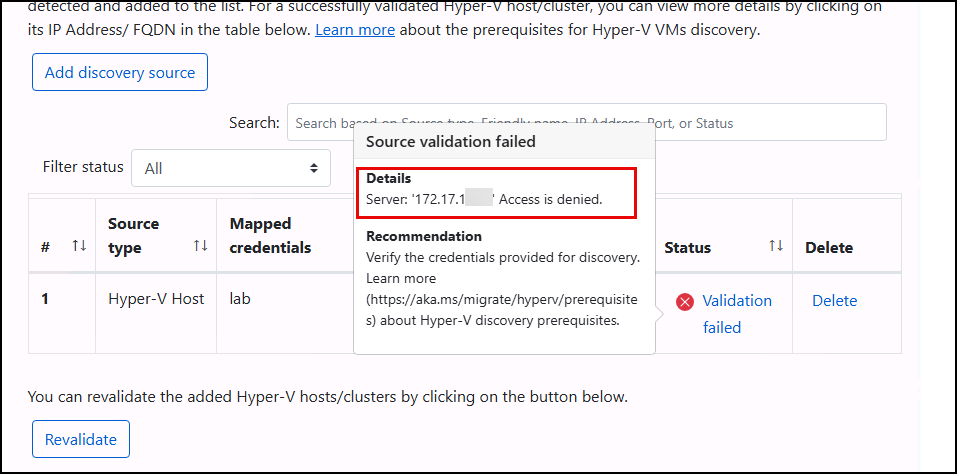 detected and added to the list. For a successfully validated Hyper-V host/cluster, you can view more details by clicking on
its IP Address/ FQDN in the table below. Learn more about the prerequisites for Hyper-V VMs discovery.
Add discovery source
Search:
Search based on Source type, Friendly name, IP Address, Port, or Status
Filter status
All
Source validation failed
Details
Server: '172.17.1 ' Access is denied.
Recommendation
Verify the credentials provided for discovery.
Learn more
(https://aka.ms/migrate/hyperv/prerequisite
s) about Hyper-V discovery prerequisites.
#
Source
type
Mapped
credentials
Status
Delete
1
Hyper-V Host
lab
Validation
failed
Delete
You can revalidate the added Hyper-V hosts/clusters by clicking on the button below.
Revalidate